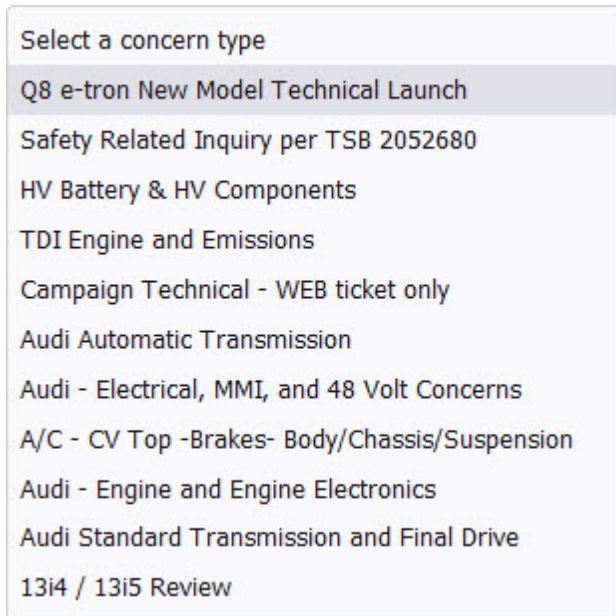 Select a concern type
Q8 e-tron New Model Technical Launch
Safety Related Inquiry per TSB 2052680
HV Battery & HV Components
TDI Engine and Emissions
Campaign Technical - WEB ticket only
Audi Automatic Transmission
Audi - Electrical, MMI, and 48 Volt Concerns
A/C - CV Top -Brakes- Body/Chassis/Suspension
Audi - Engine and Engine Electronics
Audi Standard Transmission and Final Drive
13i4 / 13i5 Review